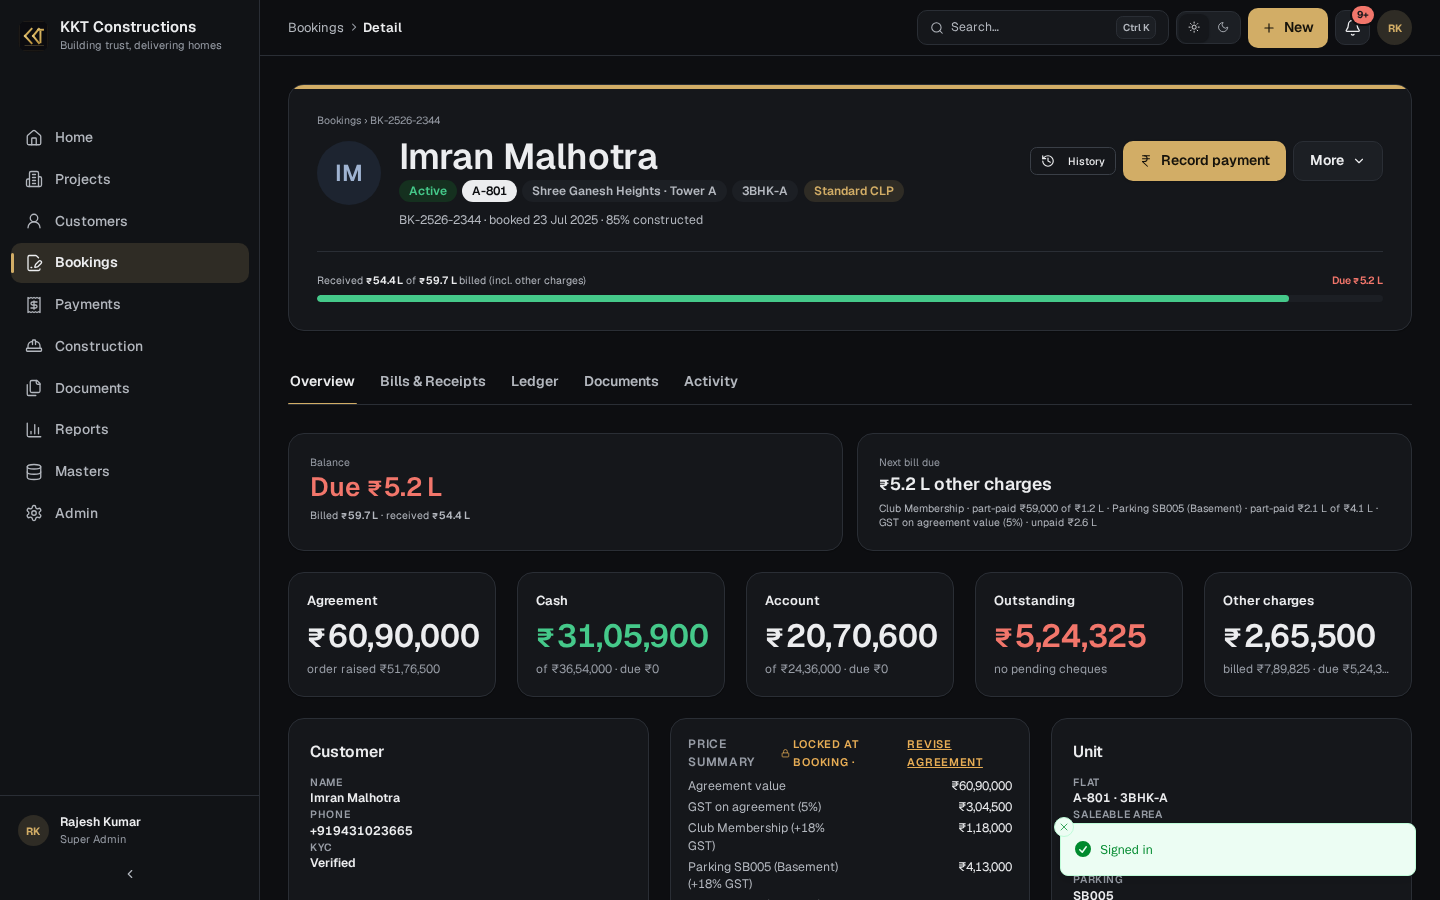 KKT Constructions
Building trust, delivering homes
Home
Projects
Customers
Bookings
Payments
Construction
Documents
Reports
Masters
Admin
RK
Rajesh Kumar
Super Admin
Bookings › Detail
Search...
Ctrl K
New
9+
RK
Bookings › BK-2526-2344
IM
Imran Malhotra
Active
A-801
Shree Ganesh Heights · Tower A
3BHK-A
Standard CLP
BK-2526-2344 · booked 23 Jul 2025 · 85% constructed
History
₹ Record payment
More
Received ₹54.4 L of ₹59.7 L billed (incl. other charges)
Due ₹5.2 L
Overview
Bills & Receipts
Ledger
Documents
Activity
Balance
Due ₹5.2 L
Billed ₹59.7 L · received ₹54.4 L
Next bill due
₹5.2 L other charges
Club Membership · part-paid ₹59,000 of ₹1.2 L · Parking SB005 (Basement) · part-paid ₹2.1 L of ₹4.1 L ·
GST on agreement value (5%) · unpaid ₹2.6 L
Agreement
₹60,90,000
order raised ₹51,76,500
Cash
₹31,05,900
of ₹36,54,000 · due ₹0
Account
₹20,70,600
of ₹24,36,000 · due ₹0
Outstanding
₹5,24,325
no pending cheques
Other charges
₹2,65,500
billed ₹7,89,825 · due ₹5,24,3...
Customer
NAME
Imran Malhotra
PHONE
+919431023665
KYC
Verified
PRICE SUMMARY
LOCKED AT BOOKING ·
REVISE AGREEMENT
Agreement value ₹60,90,000
GST on agreement (5%) ₹3,04,500
Club Membership (+18% GST) ₹1,18,000
Parking SB005 (Basement) (+18% GST) ₹4,13,000
Unit
FLAT
A-801 · 3BHK-A
SALEABLE AREA
Signed in
PARKING
SB005